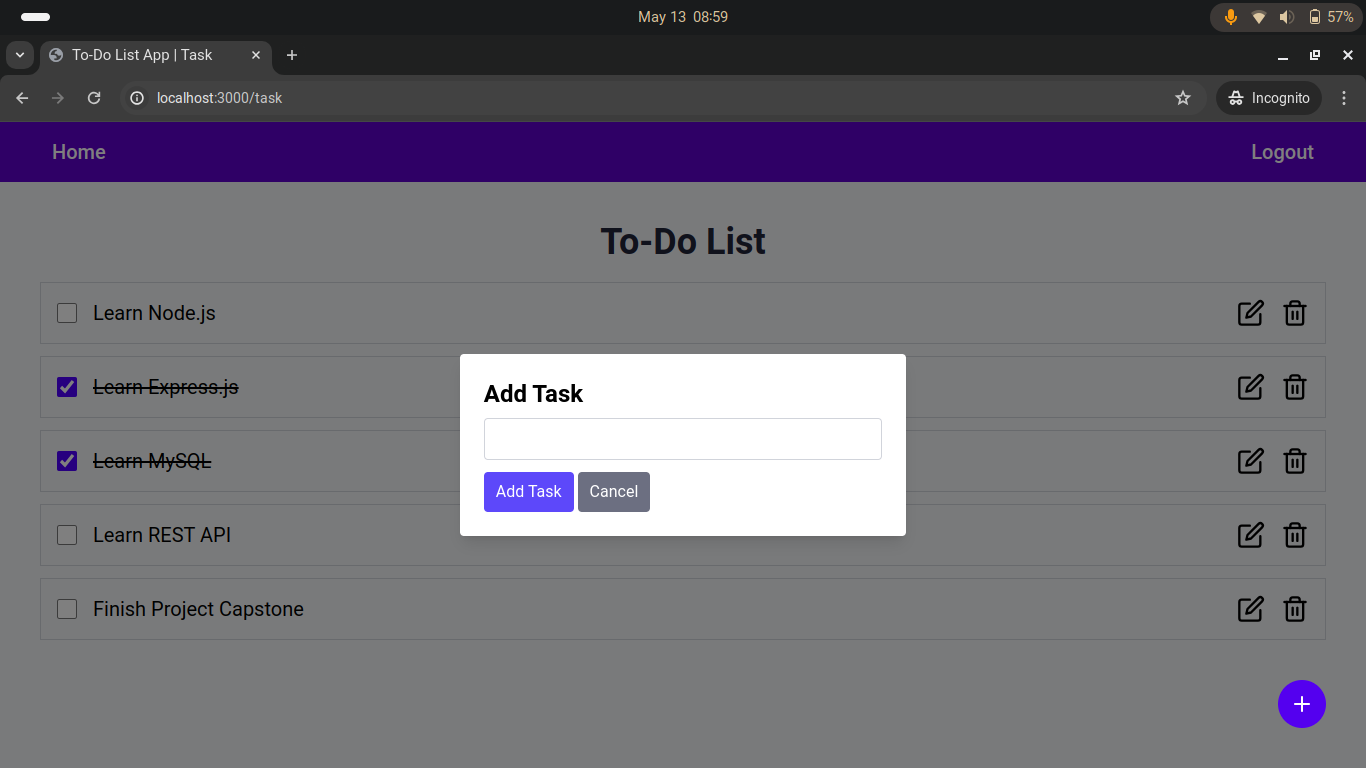 May 13 08:59
57%
To-Do List App | Task
localhost:3000/task
Incognito
Home
Logout
To-Do List
Learn Node.js
Learn Express.js
Learn MySQL
Learn REST API
Finish Project Capstone
Add Task
Add Task
Cancel